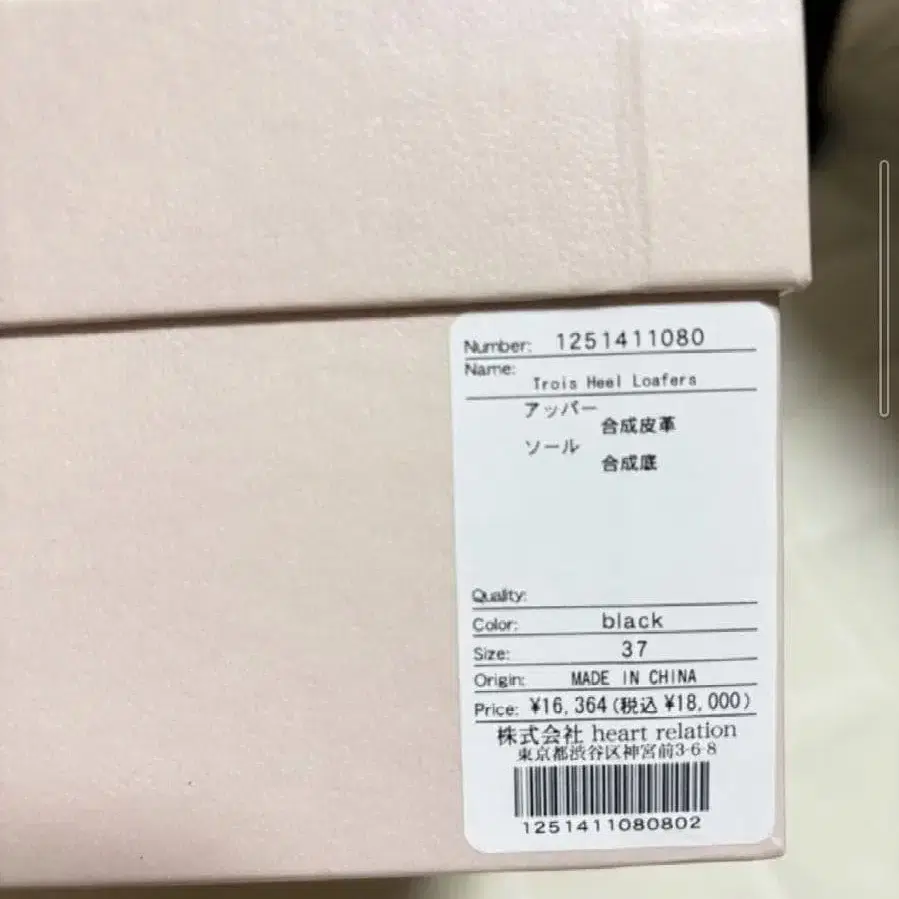 Number: 1251411080
Name:
Trois Heel Loafers
アッパー
合成皮革
ソール
合成底
Quality:
Color: black
Size: 37
Origin: MADE IN CHINA
Price: ¥16,364(税込 ¥18,000)
株式会社 heart relation
東京都渋谷区神宮前3-6-8
1251411080802